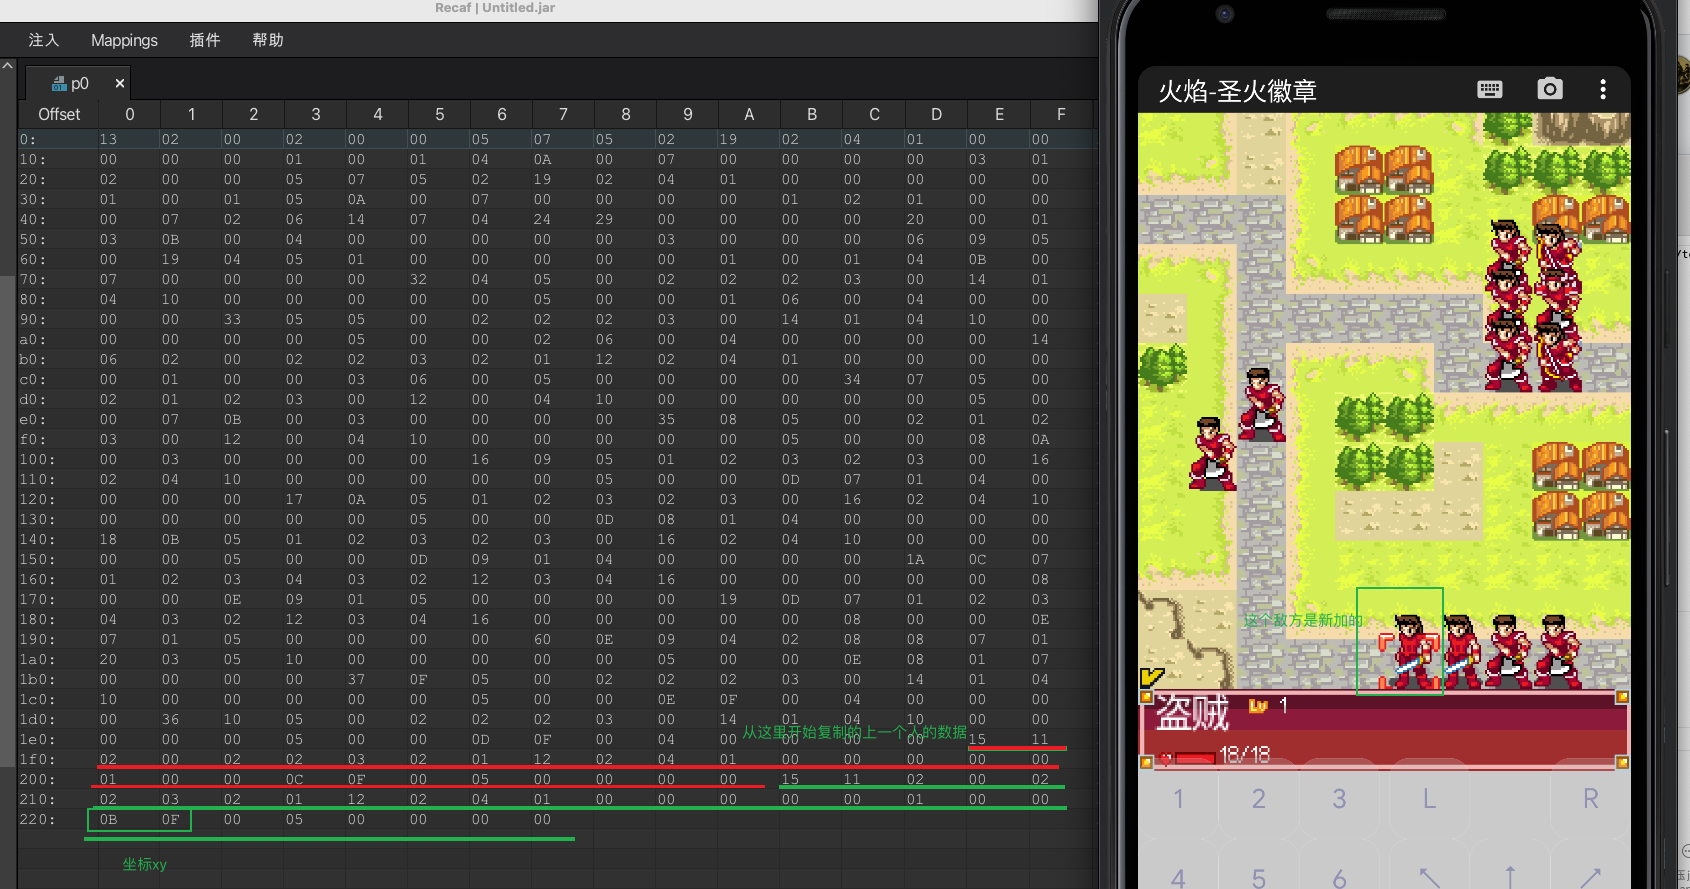 Recaf | Untitled.jar
注入 Mappings 插件 帮助
p0 ×
Offset 0 1 2 3 4 5 6 7 8 9 A B C D E F
0: 13 02 00 02 00 00 05 07 05 02 19 02 04 01 00 00
10: 00 00 00 01 00 01 04 0A 00 07 00 00 00 00 03 01
20: 02 00 00 05 07 05 02 19 02 04 01 00 00 00 00 00
30: 01 00 01 05 0A 00 07 00 00 00 00 01 02 01 00
40: 00 07 02 06 14 07 04 24 29 00 00 00 00 20 00 01
50: 03 0B 00 04 00 00 00 00 00 03 00 00 00 06 09 05
60: 00 19 04 05 01 00 00 00 00 01 00 01 04 0B 00
70: 07 00 00 00 00 32 04 05 00 02 02 02 03 00 14 01
80: 04 10 00 00 00 00 00 05 00 00 01 06 00 04 00 00
90: 00 00 33 05 05 00 02 02 02 03 00 14 01 04 10 00
a0: 00 00 00 00 05 00 00 02 06 00 04 00 00 00 00 14
b0: 06 02 00 02 02 03 02 01 12 02 04 01 00 00 00 00
c0: 00 01 00 00 03 06 00 05 00 00 00 00 34 07 05 00
d0: 02 01 02 03 00 12 00 04 10 00 00 00 00 00 05 00
e0: 00 07 0B 00 03 00 00 00 00 35 08 05 00 02 01 02
f0: 03 00 12 00 04 10 00 00 00 00 00 05 00 00 08 0A
100: 00 03 00 00 00 00 16 09 05 01 02 03 02 03 00 16
110: 02 04 10 00 00 00 00 00 05 00 00 0D 07 01 04 00
120: 00 00 00 17 0A 05 01 02 03 02 03 00 16 02 04 10
130: 00 00 00 00 00 05 00 00 0D 08 01 04 00 00 00 00
140: 18 0B 05 01 02 03 02 03 00 16 02 04 10 00 00 00
150: 00 00 05 00 00 0D 09 01 04 00 00 00 00 1A 0C 07
160: 01 02 03 04 03 02 12 03 04 16 00 00 00 00 00 08
170: 00 00 0E 09 01 05 00 00 00 00 19 0D 07 01 02 03
180: 04 03 02 12 03 04 16 00 00 00 00 00 08 00 00 0E
190: 07 01 05 00 00 00 00 60 0E 09 04 02 08 08 07 01
1a0: 20 03 05 10 00 00 00 00 00 05 00 00 0E 08 01 07
1b0: 00 00 00 00 37 0F 05 00 02 02 02 03 00 14 01 04
1c0: 10 00 00 00 00 00 05 00 00 0E 0F 00 04 00 00 00
1d0: 00 36 10 05 00 02 02 02 03 00 14 01 04 10 00 00
1e0: 00 00 00 05 00 00 0D 0F 00 04 00 00 00 00 15 11
从这里开始复制的上一个人的数据
1f0: 02 00 02 02 03 02 01 12 02 04 01 00 00 00 00 00
200: 01 00 00 0C 0F 00 05 00 00 00 00 15 11 02 00 02
210: 02 03 02 01 12 02 04 01 00 00 00 00 00 01 00 00
220: 0B 0F 00 05 00 00 00 00
坐标xy
火焰-圣火徽章
这个敌方是新加的
盗贼 Lv 1
18/18
1 2 3 L R
4 5 6 ↖ ↑ ↗